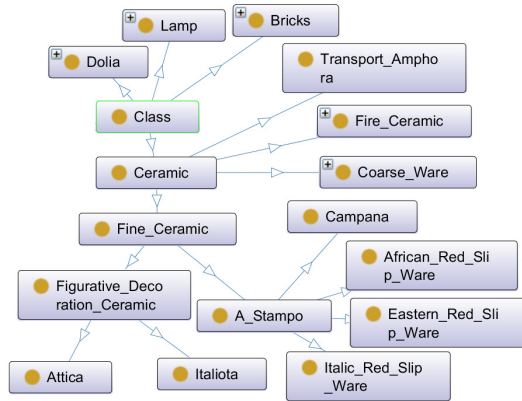 Lamp
Bricks
Dolia
Transport_Ampho
ra
Class
Fire_Ceramic
Ceramic
Coarse_Ware
Campana
Fine_Ceramic
African_Red_Sli
p_Ware
Figurative_Deco
ration_Ceramic
A_Stampo
Eastern_Red_Sli
p_Ware
Attica
Italiota
Italic_Red_Slip
_Ware